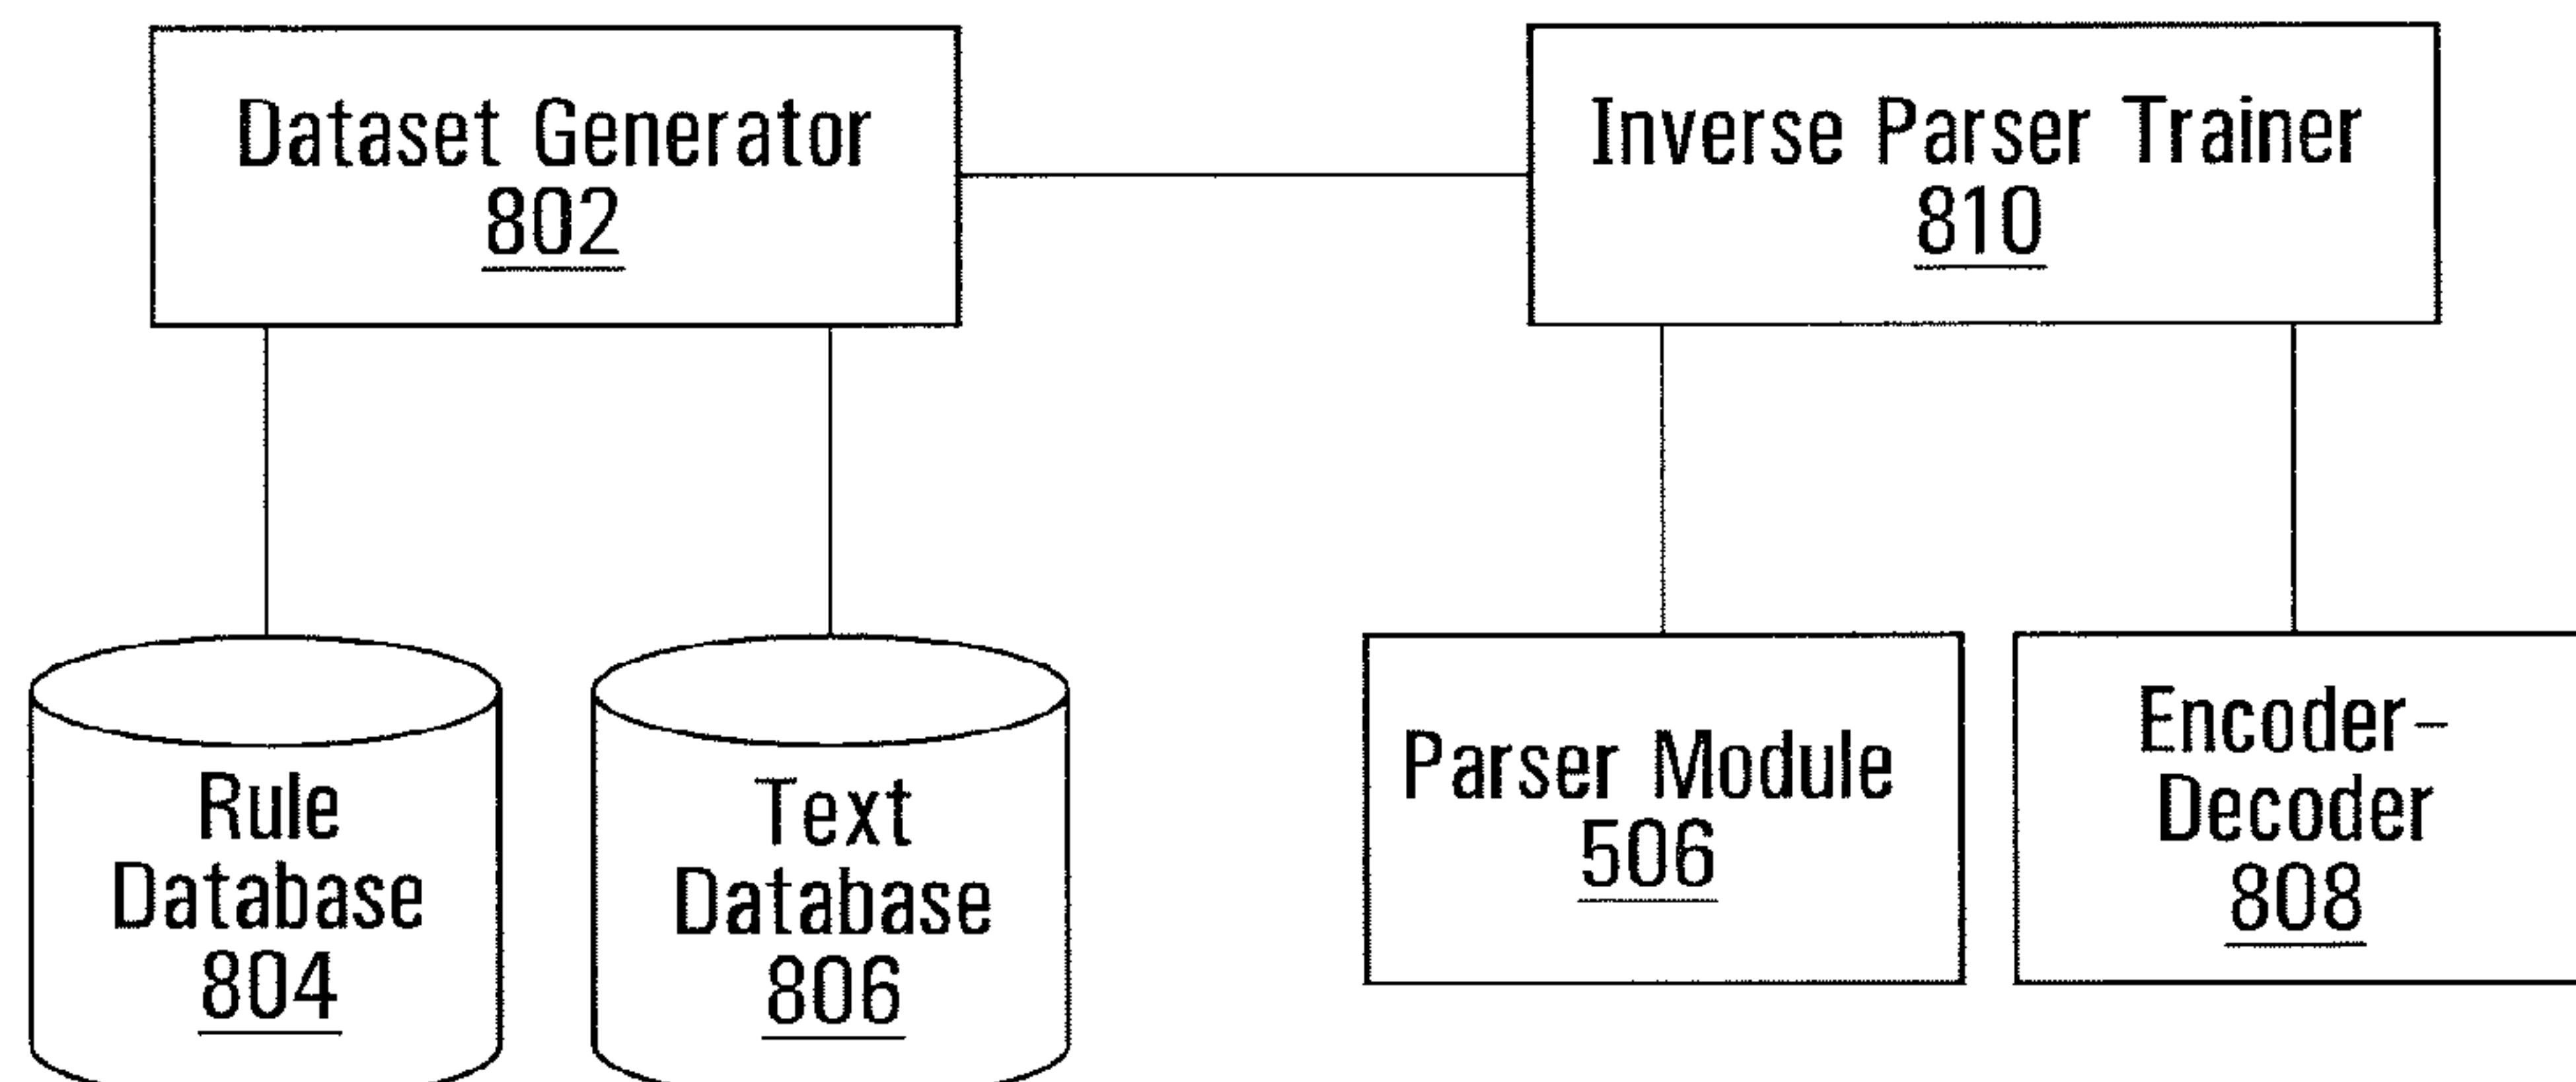 Dataset Generator
802
Inverse Parser Trainer
810
Rule
Database
804
Text
Database
806
Parser Module
506
Encoder-
Decoder
808